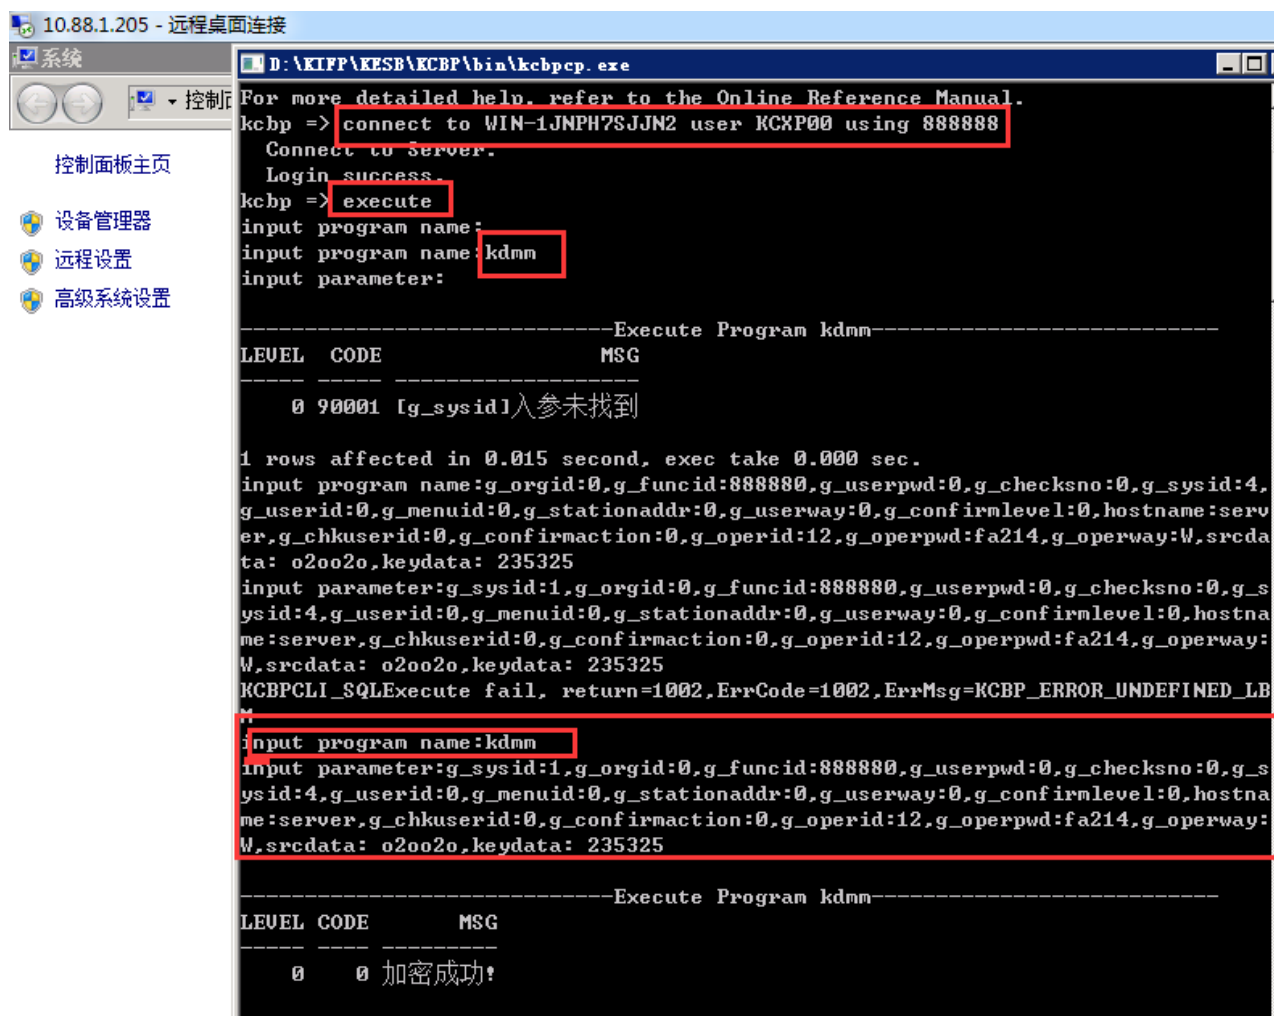 10.88.1.205 - 远程桌面连接
系统
控制
控制面板主页
设备管理器
远程设置
高级系统设置
D:\KIFP\KESB\KCBP\bin\kcbpcp.exe
For more detailed help, refer to the Online Reference Manual.
kcbp => connect to WIN-1JNPH7SJJN2 user KCXP00 using 888888
Connect to Server.
Login success.
kcbp => execute
input program name:
input program name:kdmm
input parameter:
-----------------------------Execute Program kdmm---------------------------
LEVEL CODE MSG
----- ----- -------------------
0 90001 [g_sysid]入参未找到
1 rows affected in 0.015 second, exec take 0.000 sec.
input program name:g_orgid:0,g_funcid:888880,g_userpwd:0,g_checksno:0,g_sysid:4,
g_userid:0,g_menuid:0,g_stationaddr:0,g_userway:0,g_confirmlevel:0,hostname:serv
er,g_chkuserid:0,g_confirmaction:0,g_operid:12,g_operpwd:fa214,g_operway:W,srcda
ta: o2oo2o,keydata: 235325
input parameter:g_sysid:1,g_orgid:0,g_funcid:888880,g_userpwd:0,g_checksno:0,g_s
ysid:4,g_userid:0,g_menuid:0,g_stationaddr:0,g_userway:0,g_confirmlevel:0,hostna
me:server,g_chkuserid:0,g_confirmaction:0,g_operid:12,g_operpwd:fa214,g_operway:
W,srcdata: o2oo2o,keydata: 235325
KCBPCLI_SQLExecute fail, return=1002,ErrCode=1002,ErrMsg=KCBP_ERROR_UNDEFINED_LB
M
input program name:kdmm
input parameter:g_sysid:1,g_orgid:0,g_funcid:888880,g_userpwd:0,g_checksno:0,g_s
ysid:4,g_userid:0,g_menuid:0,g_stationaddr:0,g_userway:0,g_confirmlevel:0,hostna
me:server,g_chkuserid:0,g_confirmaction:0,g_operid:12,g_operpwd:fa214,g_operway:
W,srcdata: o2oo2o,keydata: 235325
-----------------------------Execute Program kdmm---------------------------
LEVEL CODE MSG
----- ---- ---------
0 0 加密成功!